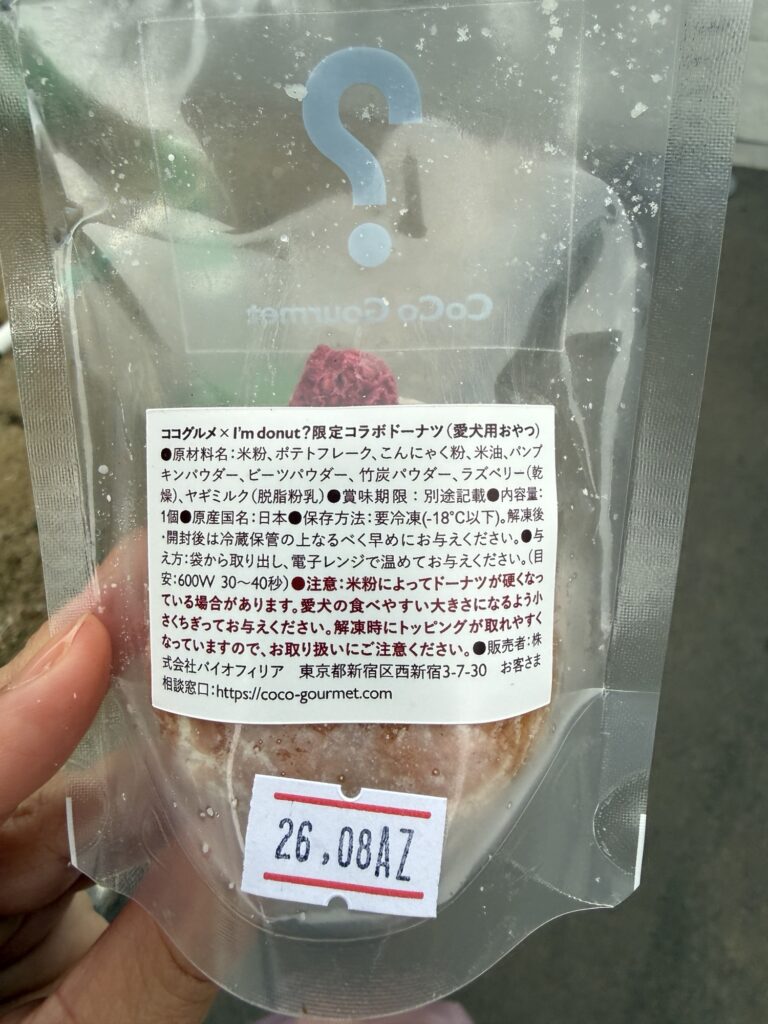 ?
CoCo Gourmet
ココグルメ×I'm donut?限定コラボドーナツ(愛犬用おやつ)
●原材料名:米粉、ポテトフレーク、こんにゃく粉、米油、パンプ
キンパウダー、ビーツパウダー、竹炭パウダー、ラズベリー(乾
燥)、ヤギミルク(脱脂粉乳)●賞味期限:別途記載●内容量:
1個●原産国名:日本●保存方法:要冷凍(-18℃以下)。解凍後
・開封後は冷蔵保管の上なるべく早めにお与えください。●与
え方:袋から取り出し、電子レンジで温めてお与えください。(目
安:600W 30〜40秒)●注意:米粉によってドーナツが硬くなっ
ている場合があります。愛犬の食べやすい大きさになるよう小
さくちぎってお与えください。解凍時にトッピングが取れやすく
なっていますので、お取り扱いにご注意ください。●販売者:株
式会社バイオフィリア 東京都新宿区西新宿3-7-30 お客さま
相談窓口:https://coco-gourmet.com
26,08AZ